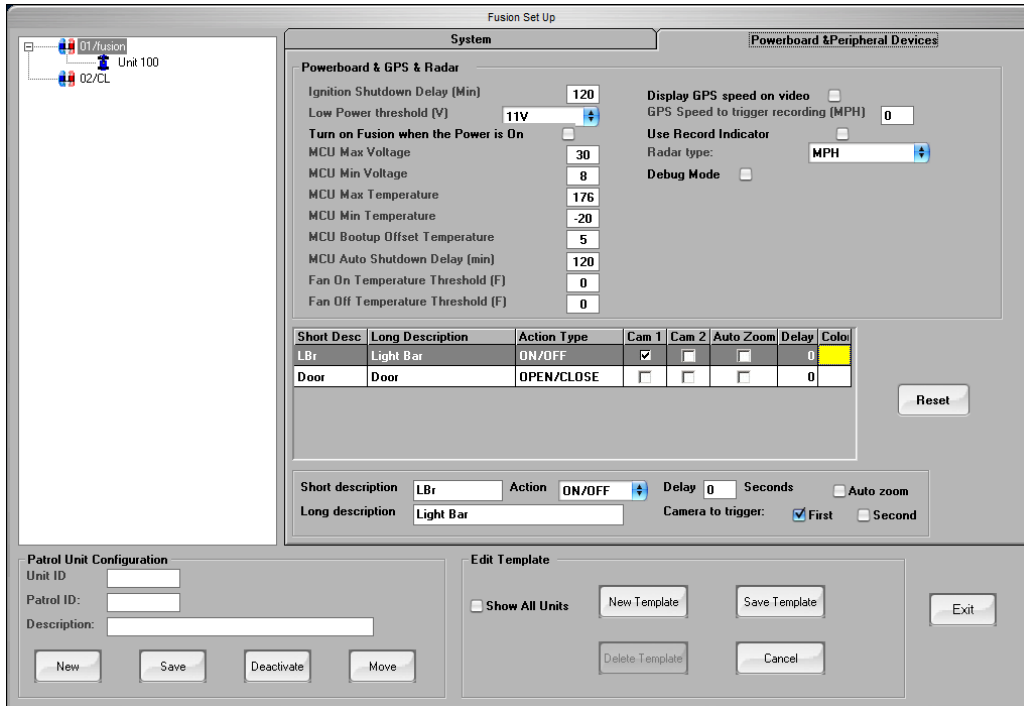 Fusion Set Up
01/fusion
Unit 100
02/CL
System
Powerboard &Peripheral Devices
Powerboard & GPS & Radar
Ignition Shutdown Delay (Min) 120
Low Power threshold (V) 11V
Turn on Fusion when the Power is On
MCU Max Voltage 30
MCU Min Voltage 8
MCU Max Temperature 176
MCU Min Temperature -20
MCU Bootup Offset Temperature 5
MCU Auto Shutdown Delay (min) 120
Fan On Temperature Threshold (F) 0
Fan Off Temperature Threshold (F) 0
Display GPS speed on video
GPS Speed to trigger recording (MPH) 0
Use Record Indicator
Radar type: MPH
Debug Mode
Short Desc Long Description Action Type Cam 1 Cam 2 Auto Zoom Delay Color
LBr Light Bar ON/OFF 0
Door Door OPEN/CLOSE 0
Reset
Short description LBr Action ON/OFF Delay 0 Seconds Auto zoom
Long description Light Bar Camera to trigger: First Second
Patrol Unit Configuration
Unit ID
Patrol ID:
Description:
New Save Deactivate Move
Edit Template
Show All Units New Template Save Template
Delete Template Cancel
Exit